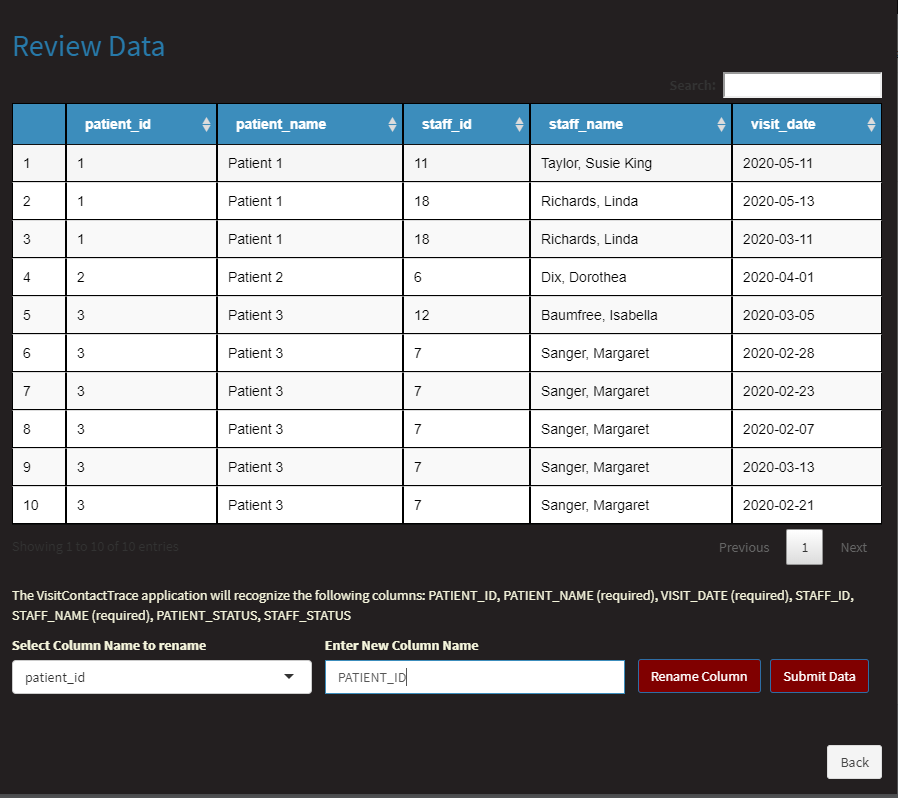 Review Data
Search:
patient_id patient_name staff_id staff_name visit_date
1 1 Patient 1 11 Taylor, Susie King 2020-05-11
2 1 Patient 1 18 Richards, Linda 2020-05-13
3 1 Patient 1 18 Richards, Linda 2020-03-11
4 2 Patient 2 6 Dix, Dorothea 2020-04-01
5 3 Patient 3 12 Baumfree, Isabella 2020-03-05
6 3 Patient 3 7 Sanger, Margaret 2020-02-28
7 3 Patient 3 7 Sanger, Margaret 2020-02-23
8 3 Patient 3 7 Sanger, Margaret 2020-02-07
9 3 Patient 3 7 Sanger, Margaret 2020-03-13
10 3 Patient 3 7 Sanger, Margaret 2020-02-21
Showing 1 to 10 of 10 entries Previous 1 Next
The VisitContactTrace application will recognize the following columns: PATIENT_ID, PATIENT_NAME (required), VISIT_DATE (required), STAFF_ID,
STAFF_NAME (required), PATIENT_STATUS, STAFF_STATUS
Select Column Name to rename Enter New Column Name
patient_id PATIENT_ID Rename Column Submit Data
Back